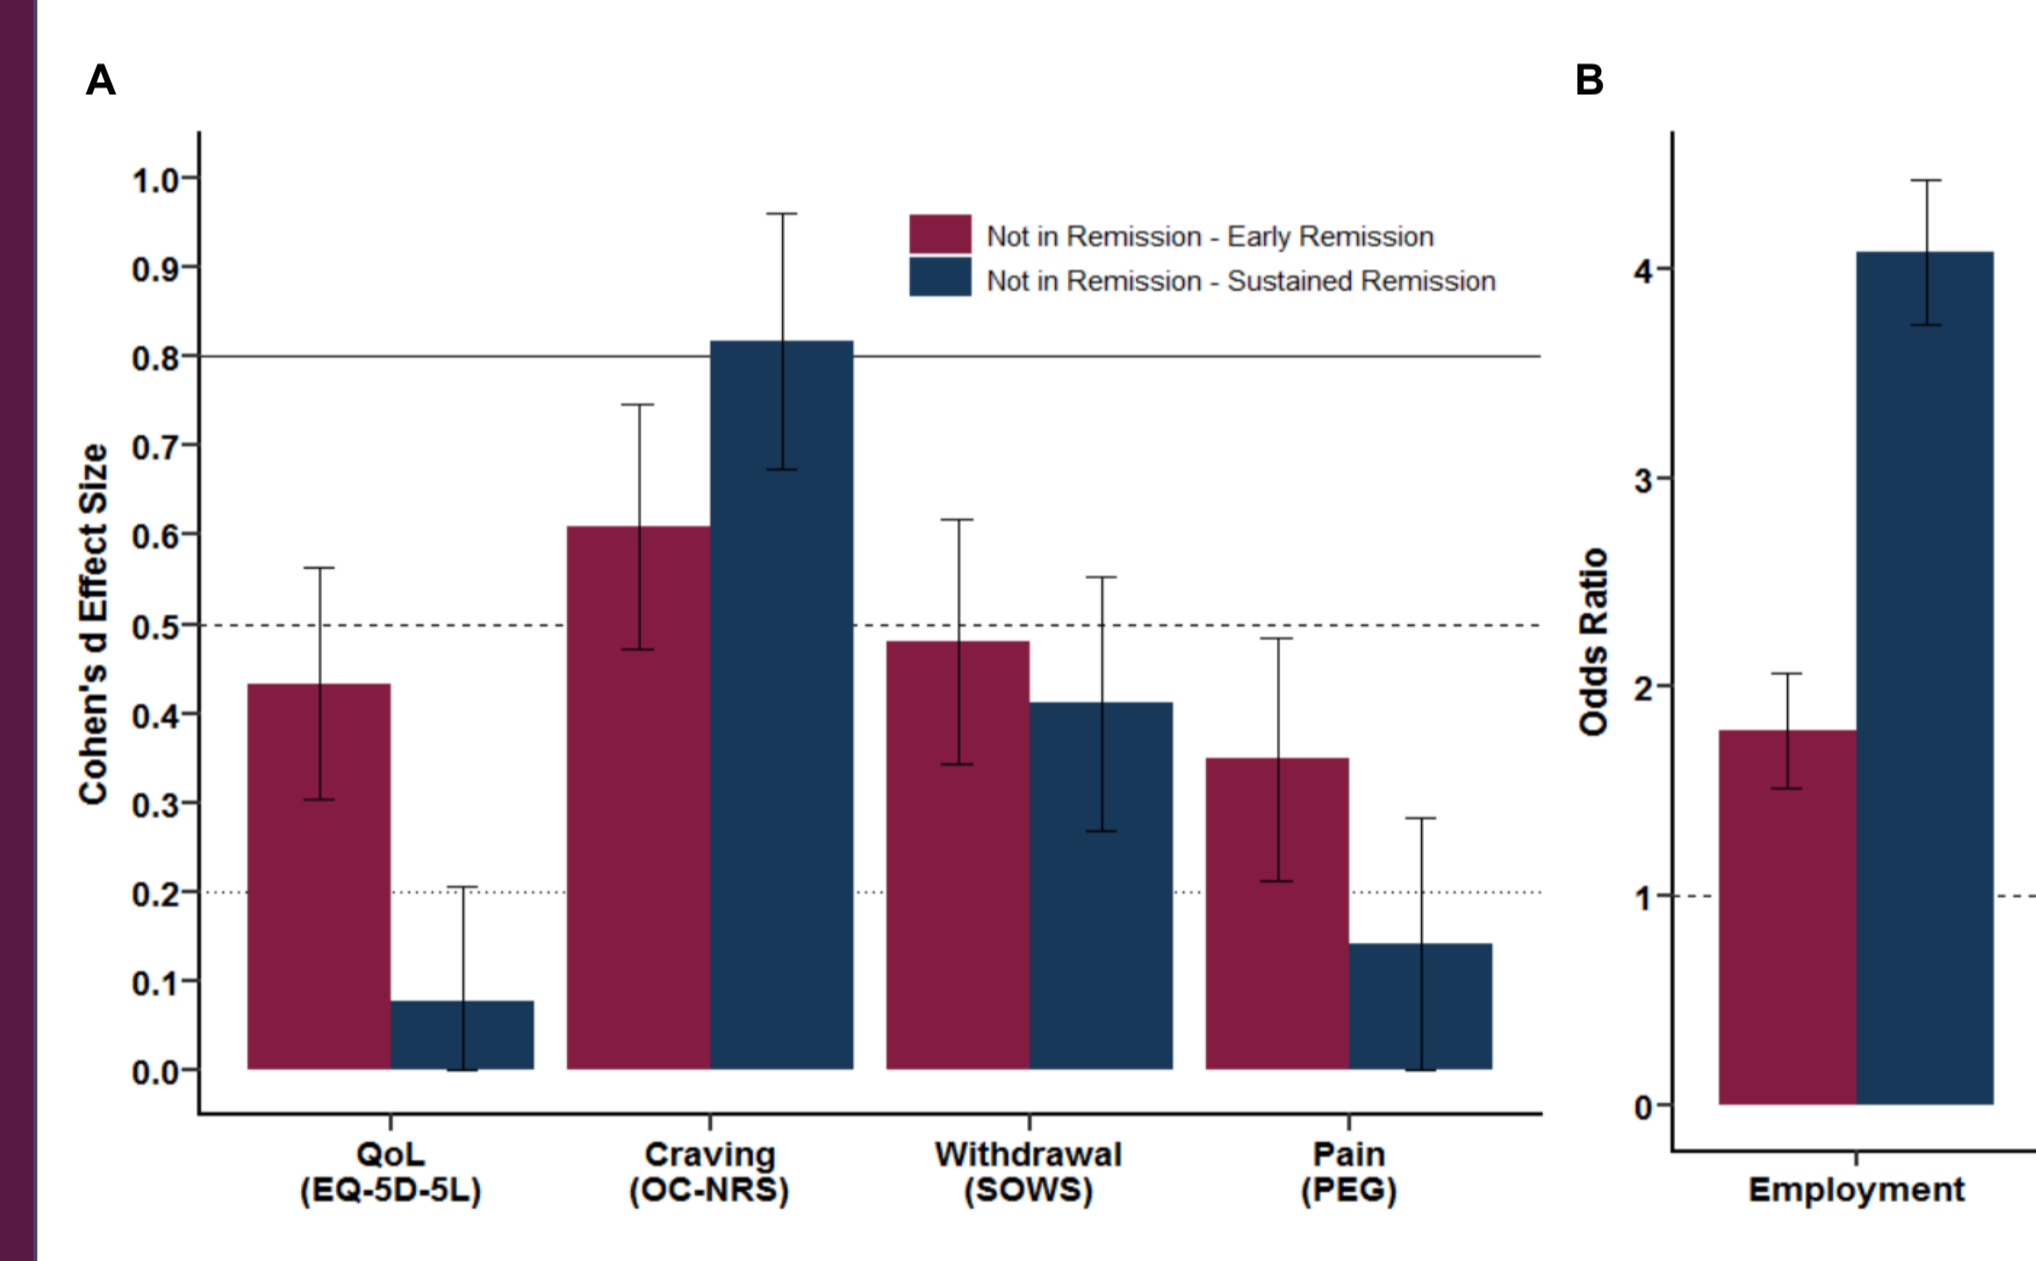 A
B
1.0
0.9
0.8
0.7
0.6
0.5
0.4
0.3
0.2
0.1
0.0
Cohen's d Effect Size
Not in Remission - Early Remission
Not in Remission - Sustained Remission
QoL
(EQ-5D-5L)
Craving
(OC-NRS)
Withdrawal
(SOWS)
Pain
(PEG)
4
3
2
1
0
Odds Ratio
Employment